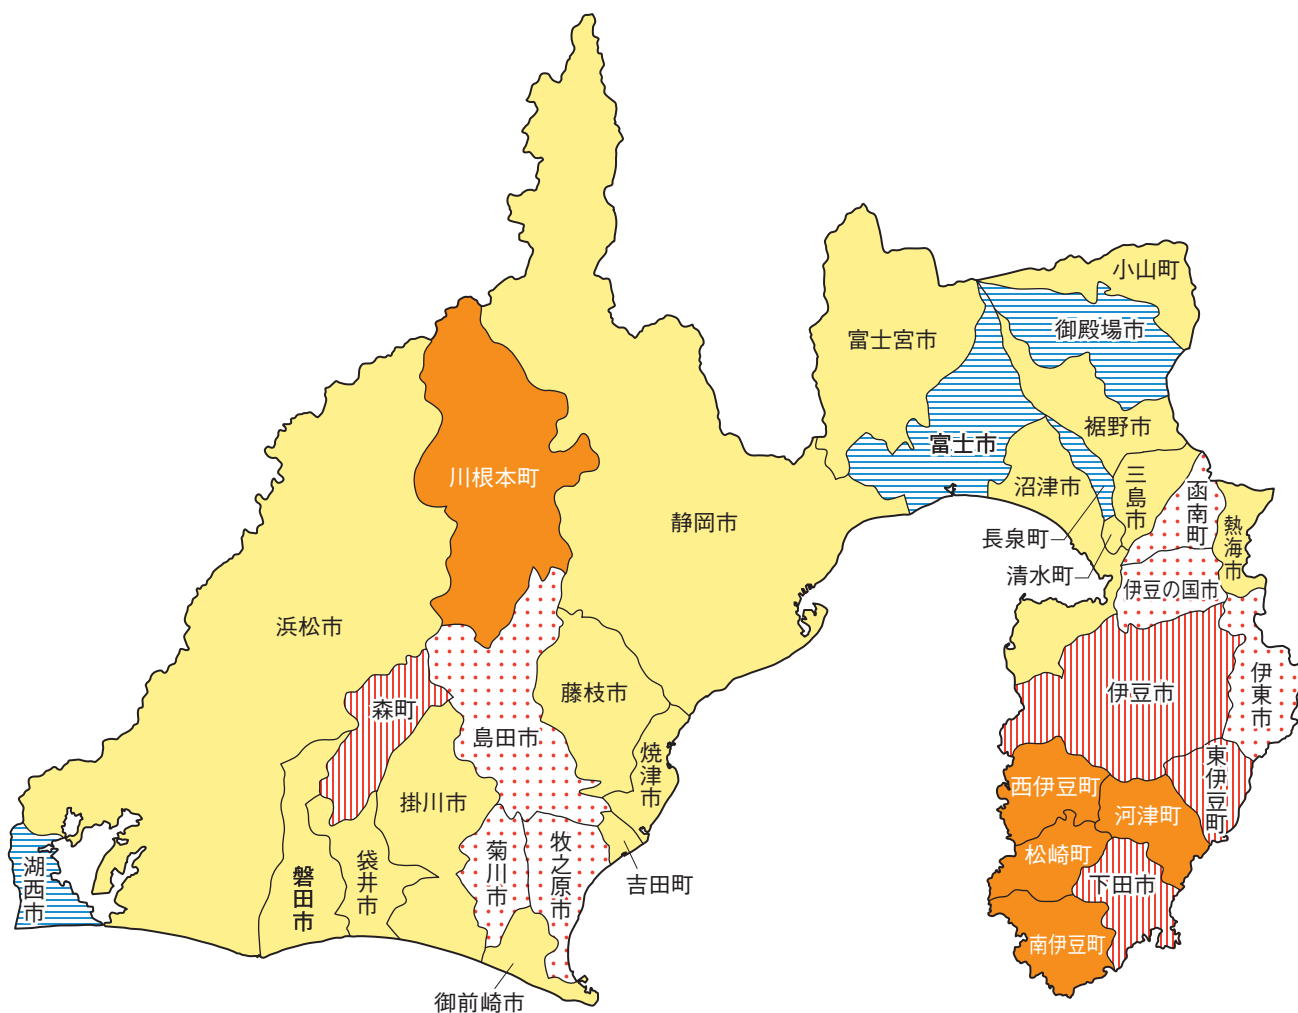 小山町
御殿場市
富士宮市
裾野市
富士市
川根本町
三島市
沼津市
函南町
静岡市
熱海市
長泉町
清水町
伊豆の国市
浜松市
伊豆市
伊東市
藤枝市
森町
島田市
焼津市
東伊豆町
西伊豆町
掛川市
河津町
菊川市
牧之原市
松崎町
湖西市
袋井市
磐田市
吉田町
下田市
南伊豆町
御前崎市